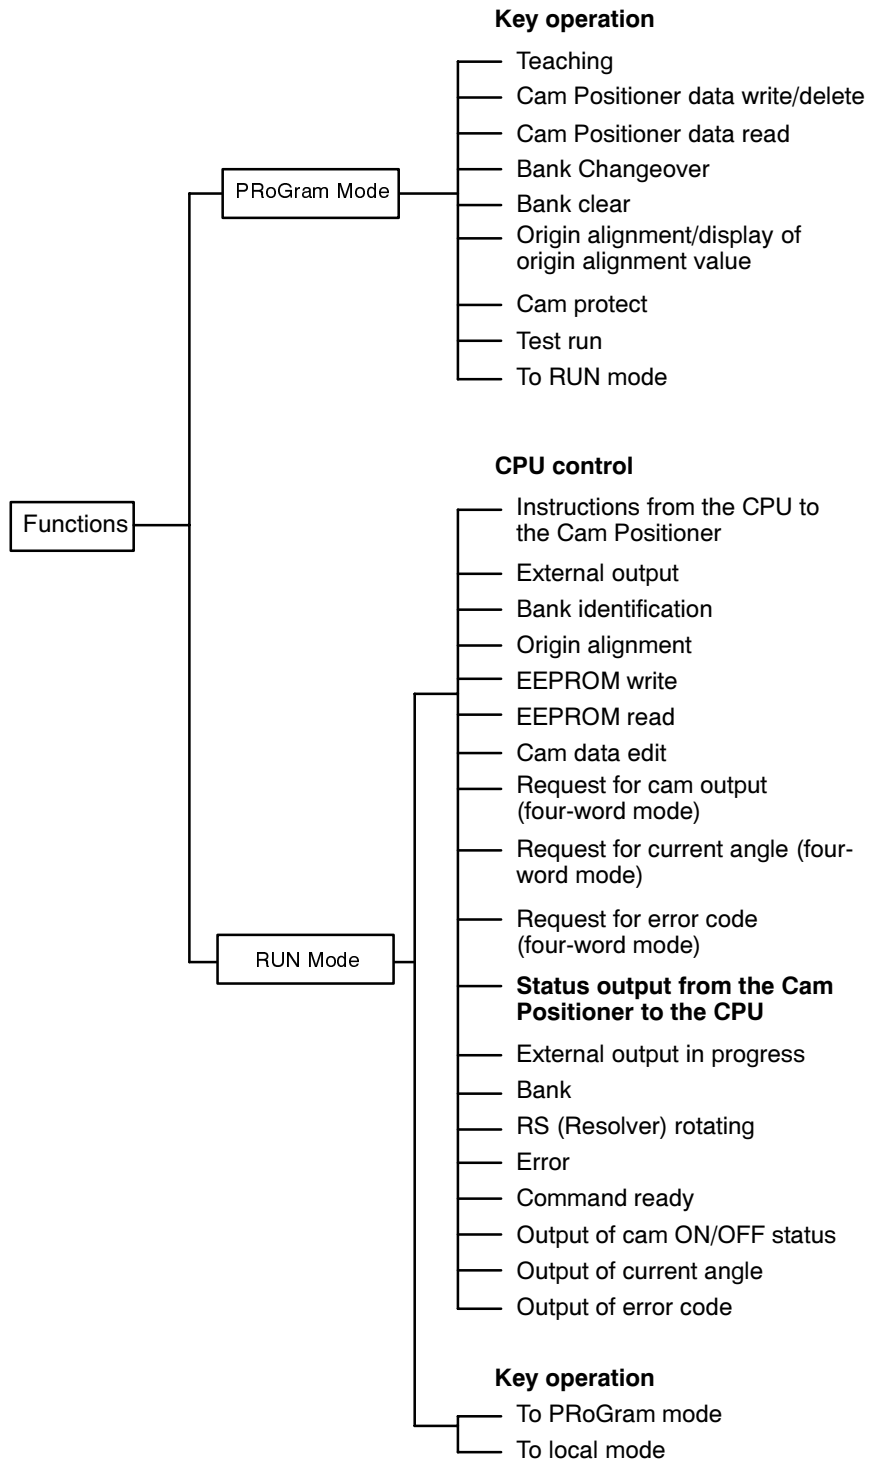 Key operation
Teaching
Cam Positioner data write/delete
Cam Positioner data read
Bank Changeover
PRoGram Mode
Bank clear
Origin alignment/display of
origin alignment value
Cam protect
Test run
To RUN mode
CPU control
Functions
Instructions from the CPU to
the Cam Positioner
External output
Bank identification
Origin alignment
EEPROM write
EEPROM read
Cam data edit
Request for cam output
(four-word mode)
Request for current angle (four-
word mode)
Request for error code
(four-word mode)
RUN Mode
Status output from the Cam
Positioner to the CPU
External output in progress
Bank
RS (Resolver) rotating
Error
Command ready
Output of cam ON/OFF status
Output of current angle
Output of error code
Key operation
To PRoGram mode
To local mode